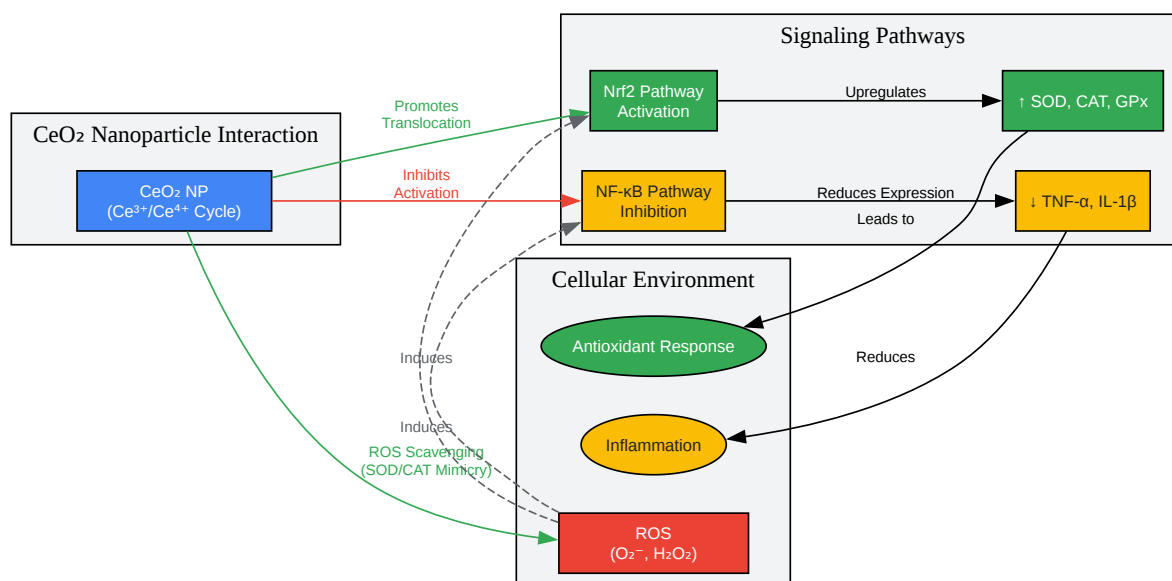 Signaling Pathways
Nrf2 Pathway
Activation
Upregulates
↑ SOD, CAT, GPx
Promotes
Translocation
CeO₂ Nanoparticle Interaction
CeO₂ NP
(Ce³⁺/Ce⁴⁺ Cycle)
Inhibits
Activation
NF-κB Pathway
Inhibition
Reduces Expression
↓ TNF-α, IL-1β
Leads to
Cellular Environment
Antioxidant Response
Induces
Reduces
Induces
Inflammation
ROS Scavenging
(SOD/CAT Mimicry)
ROS
(O₂⁻, H₂O₂)